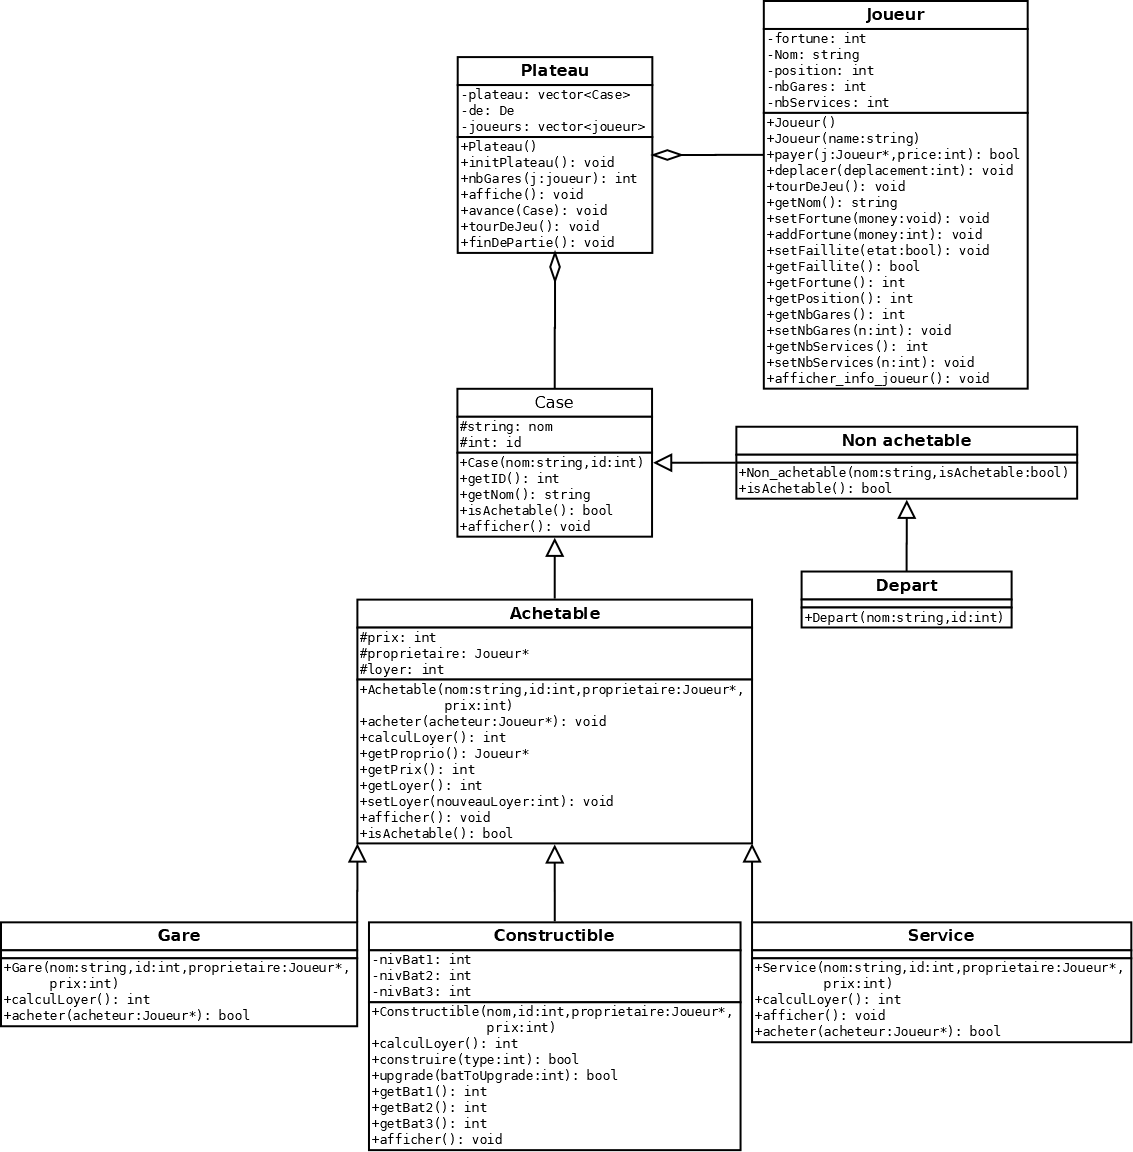 Joueur
-fortune: int
-Nom: string
-position: int
-nbGares: int
-nbServices: int
+Joueur()
+Joueur(name:string)
+payer(j:Joueur*,price:int): bool
+deplacer(deplacement:int): void
+tourDeJeu(): void
+getNom(): string
+setFortune(money:void): void
+addFortune(money:int): void
+setFaillite(etat:bool): void
+getFaillite(): bool
+getFortune(): int
+getPosition(): int
+getNbGares(): int
+setNbGares(n:int): void
+getNbServices(): int
+setNbServices(n:int): void
+afficher_info_joueur(): void
Plateau
-plateau: vector<Case>
-de: De
-joueurs: vector<joueur>
+Plateau()
+initPlateau(): void
+nbGares(j:joueur): int
+affiche(): void
+avance(Case): void
+tourDeJeu(): void
+finDePartie(): void
Case
#string: nom
#int: id
+Case(nom:string,id:int)
+getID(): int
+getNom(): string
+isAchetable(): bool
+afficher(): void
Non achetable
+Non_achetable(nom:string,isAchetable:bool)
+isAchetable(): bool
Depart
+Depart(nom:string,id:int)
Achetable
#prix: int
#proprietaire: Joueur*
#loyer: int
+Achetable(nom:string,id:int,proprietaire:Joueur*,
prix:int)
+acheter(acheteur:Joueur*): void
+calculLoyer(): int
+getProprio(): Joueur*
+getPrix(): int
+getLoyer(): int
+setLoyer(nouveauLoyer:int): void
+afficher(): void
+isAchetable(): bool
Gare
+Gare(nom:string,id:int,proprietaire:Joueur*,
prix:int)
+calculLoyer(): int
+acheter(acheteur:Joueur*): bool
Constructible
-nivBat1: int
-nivBat2: int
-nivBat3: int
+Constructible(nom,id:int,proprietaire:Joueur*,
prix:int)
+calculLoyer(): int
+construire(type:int): bool
+upgrade(batToUpgrade:int): bool
+getBat1(): int
+getBat2(): int
+getBat3(): int
+afficher(): void
Service
+Service(nom:string,id:int,proprietaire:Joueur*,
prix:int)
+calculLoyer(): int
+afficher(): void
+acheter(acheteur:Joueur*): bool